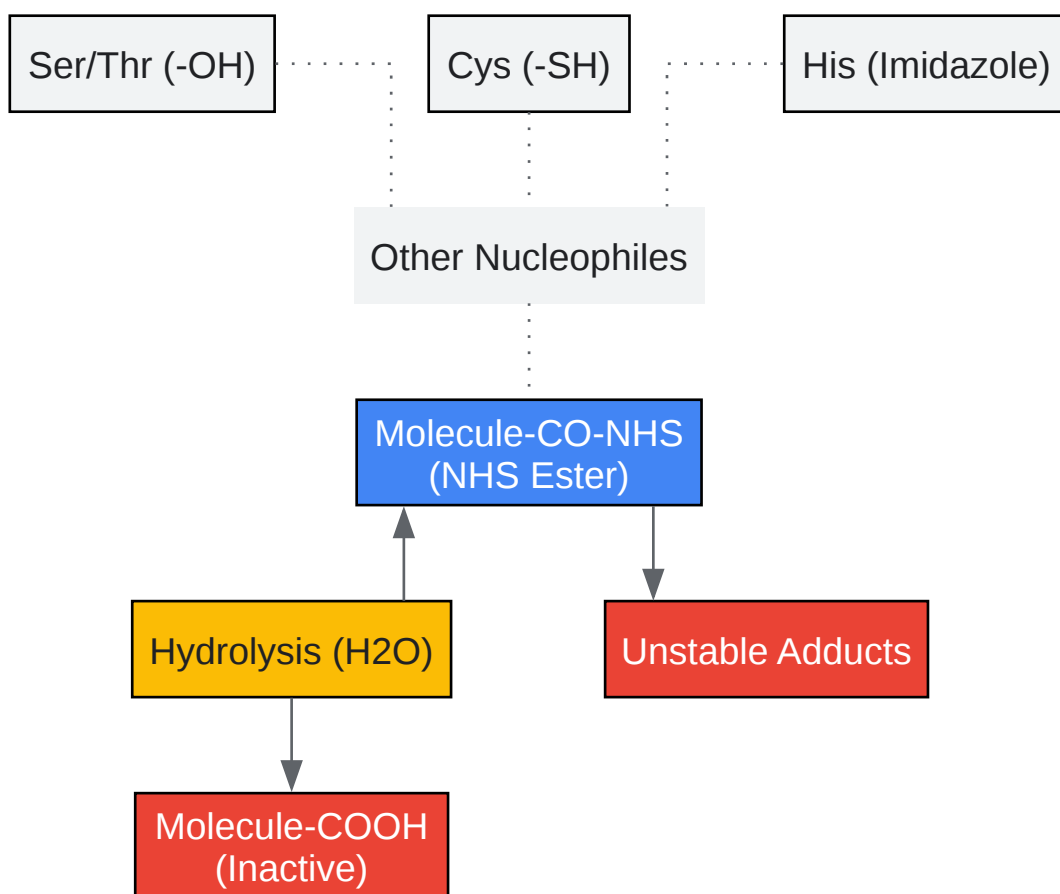 Ser/Thr (-OH)
Cys (-SH)
His (Imidazole)
Other Nucleophiles
Molecule-CO-NHS
(NHS Ester)
Hydrolysis (H2O)
Unstable Adducts
Molecule-COOH
(Inactive)